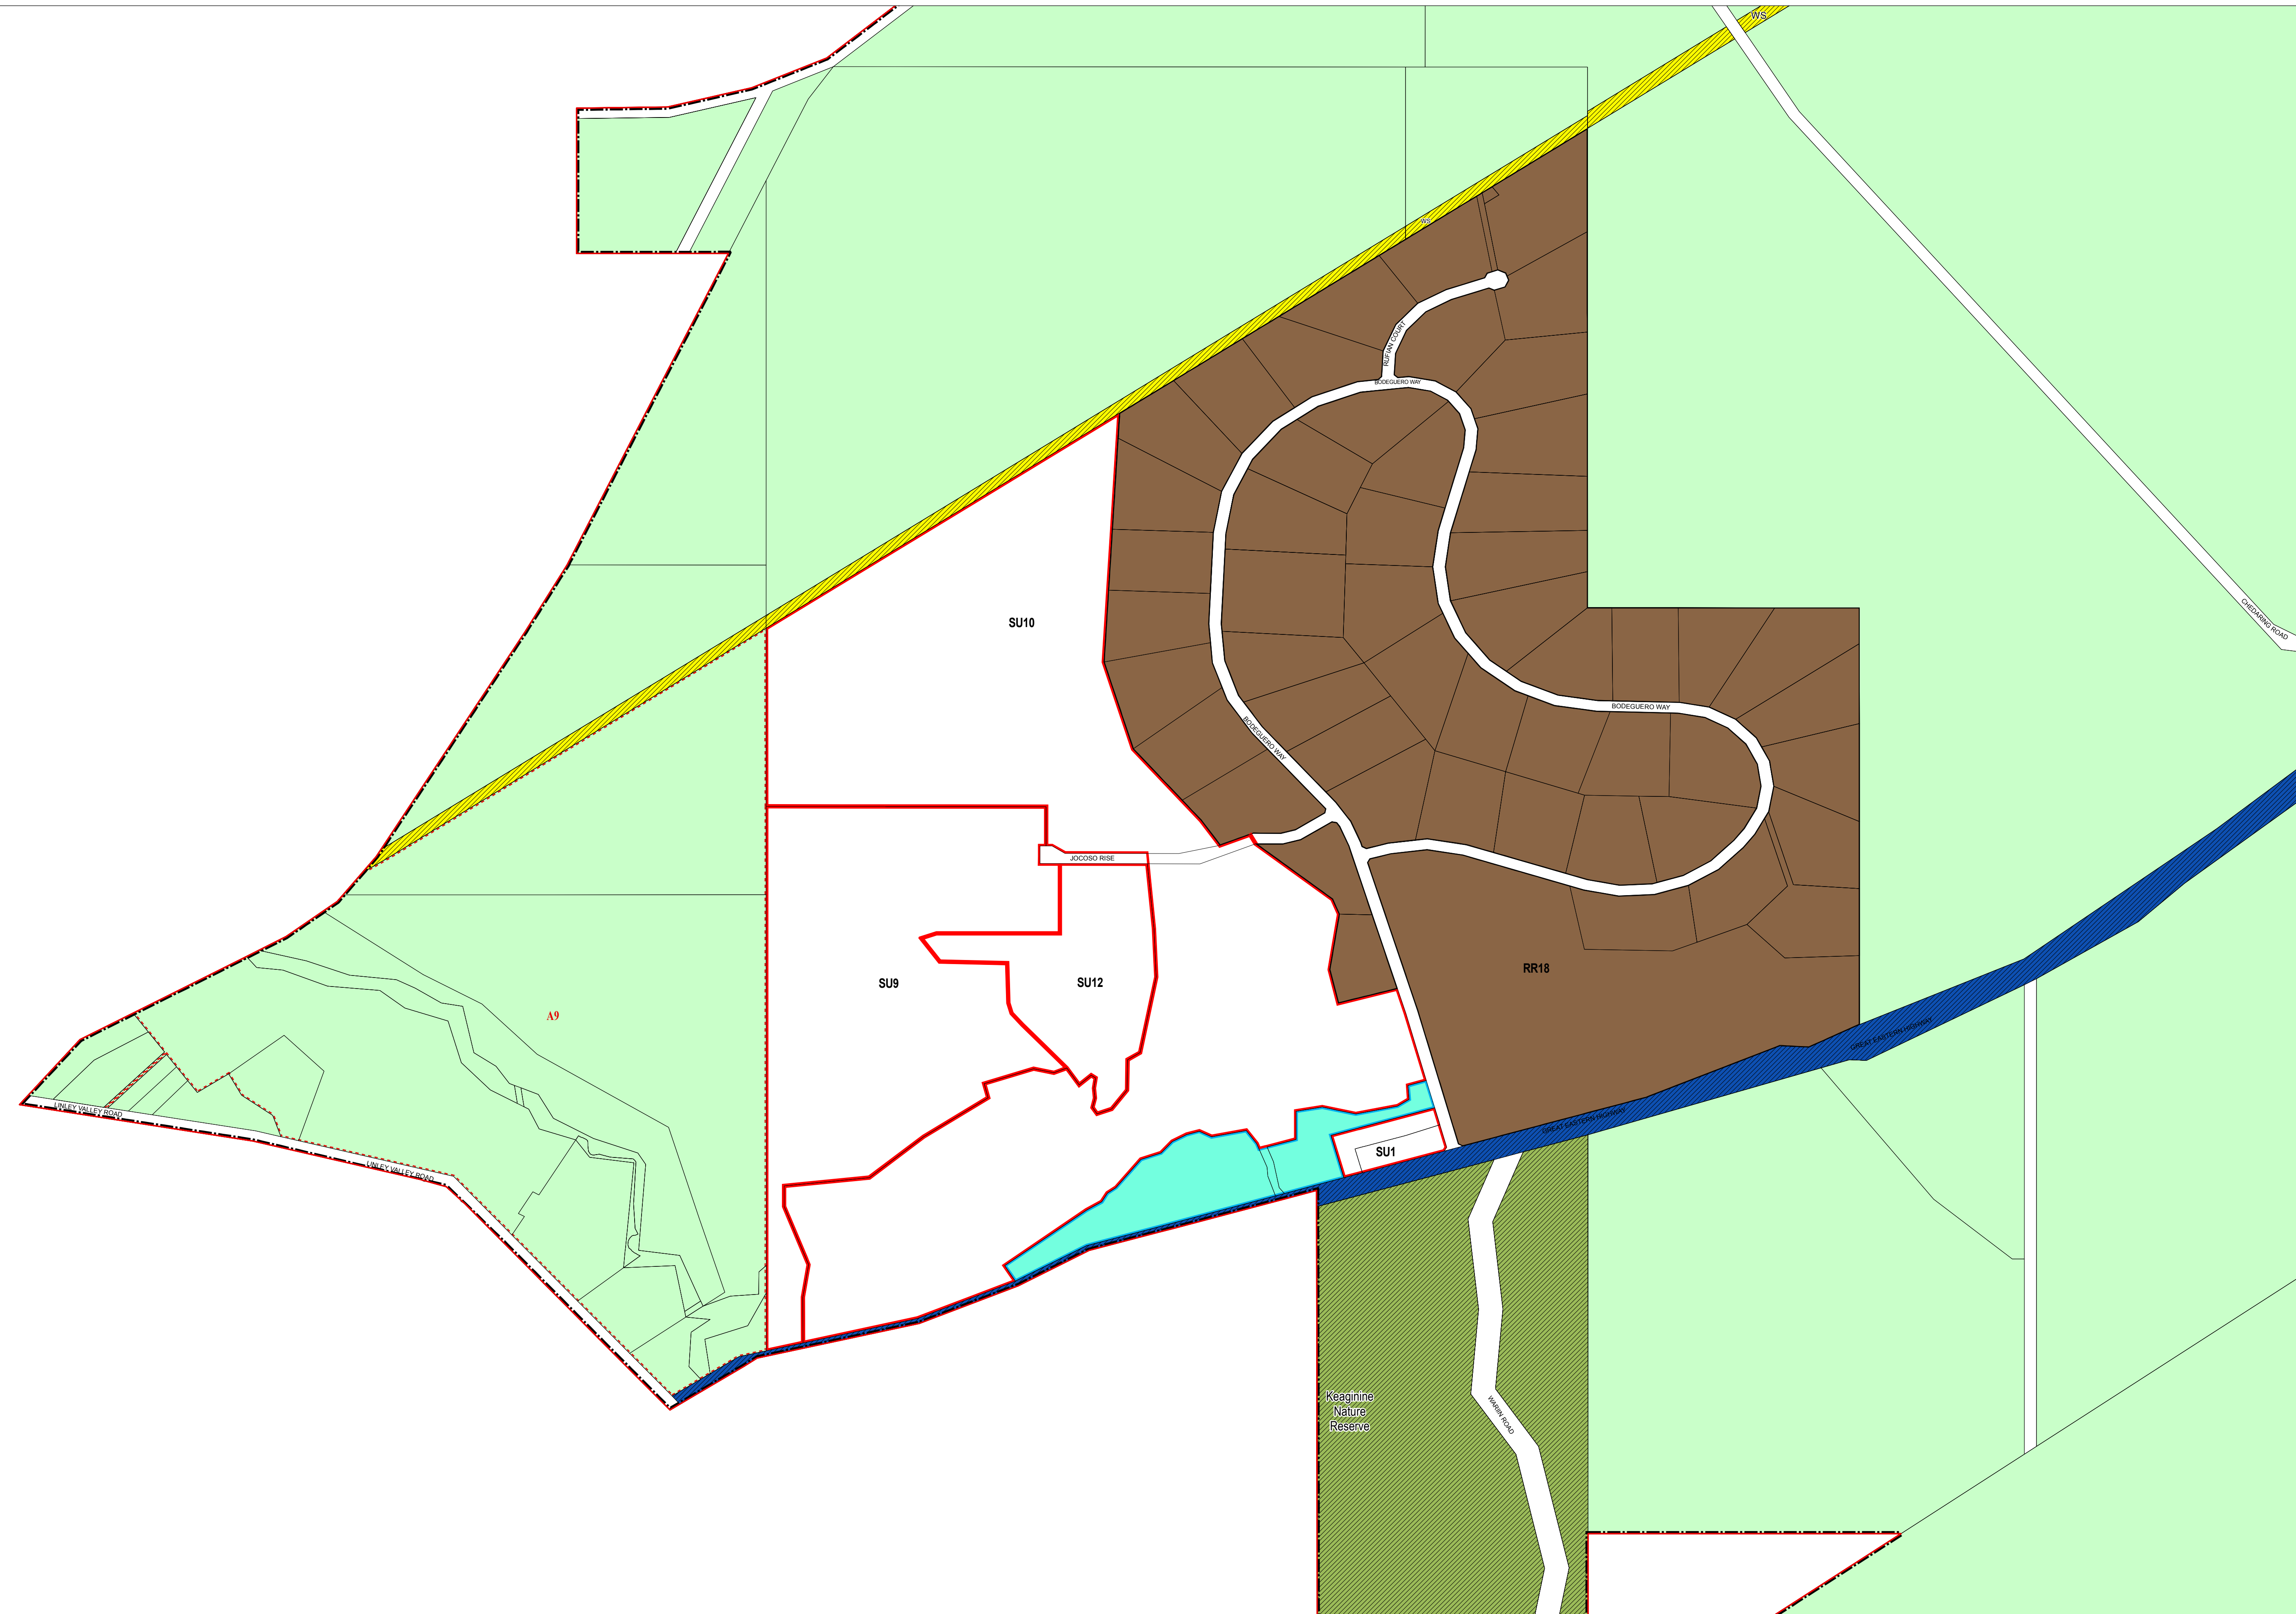 WS
WS
RUFIAN COURT
BODEGUERO WAY
CHEDARING ROAD
SU10
BODEGUERO WAY
BODEGUERO WAY
JOCOSO RISE
RR18
SU9
SU12
A9
GREAT EASTERN HIGHWAY
LINLEY VALLEY ROAD
GREAT EASTERN HIGHWAY
SU1
LINLEY VALLEY ROAD
Keaginine
Nature
Reserve
WARIN ROAD